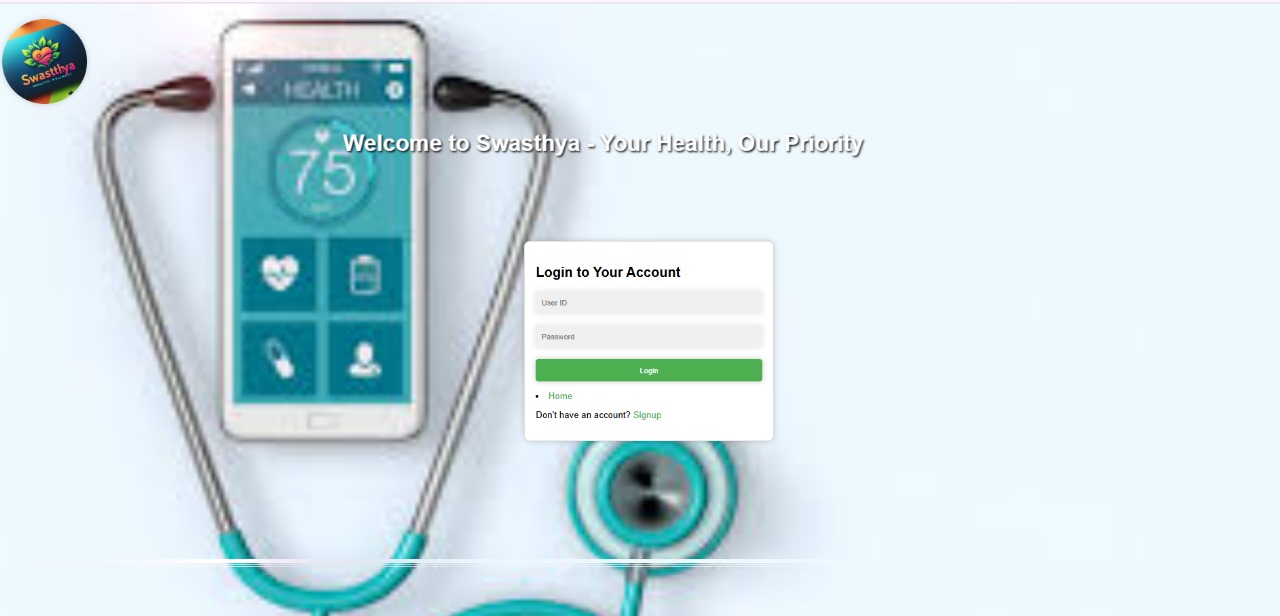 Swastthya
HEALTH
Welcome to Swasthya - Your Health, Our Priority
75
Login to Your Account
User ID
Password
Login
• Home
Don't have an account? Signup